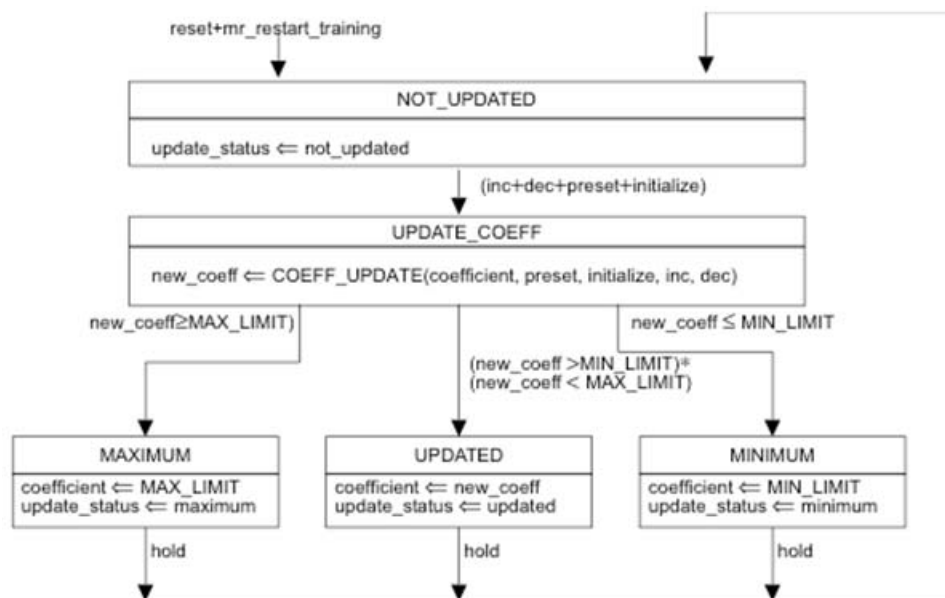 reset+mr_restart_training
NOT_UPDATED
update_status ⇐ not_updated
(inc+dec+preset+initialize)
UPDATE_COEFF
new_coeff ⇐ COEFF_UPDATE(coefficient, preset, initialize, inc, dec)
new_coeff≥MAX_LIMIT)
(new_coeff >MIN_LIMIT)*
(new_coeff < MAX_LIMIT)
new_coeff ≤ MIN_LIMIT
MAXIMUM
coefficient ⇐ MAX_LIMIT
update_status ⇐ maximum
hold
UPDATED
coefficient ⇐ new_coeff
update_status ⇐ updated
hold
MINIMUM
coefficient ⇐ MIN_LIMIT
update_status ⇐ minimum
hold